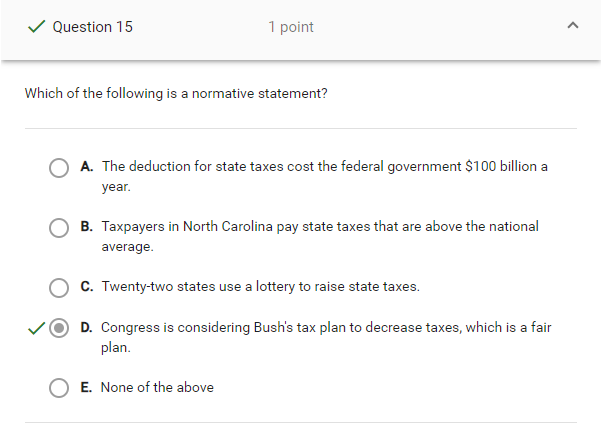 Question 15 1 point
Which of the following is a normative statement?
A. The deduction for state taxes cost the federal government $100 billion a
year.
B. Taxpayers in North Carolina pay state taxes that are above the national
average.
C. Twenty-two states use a lottery to raise state taxes.
D. Congress is considering Bush's tax plan to decrease taxes, which is a fair
plan.
E. None of the above